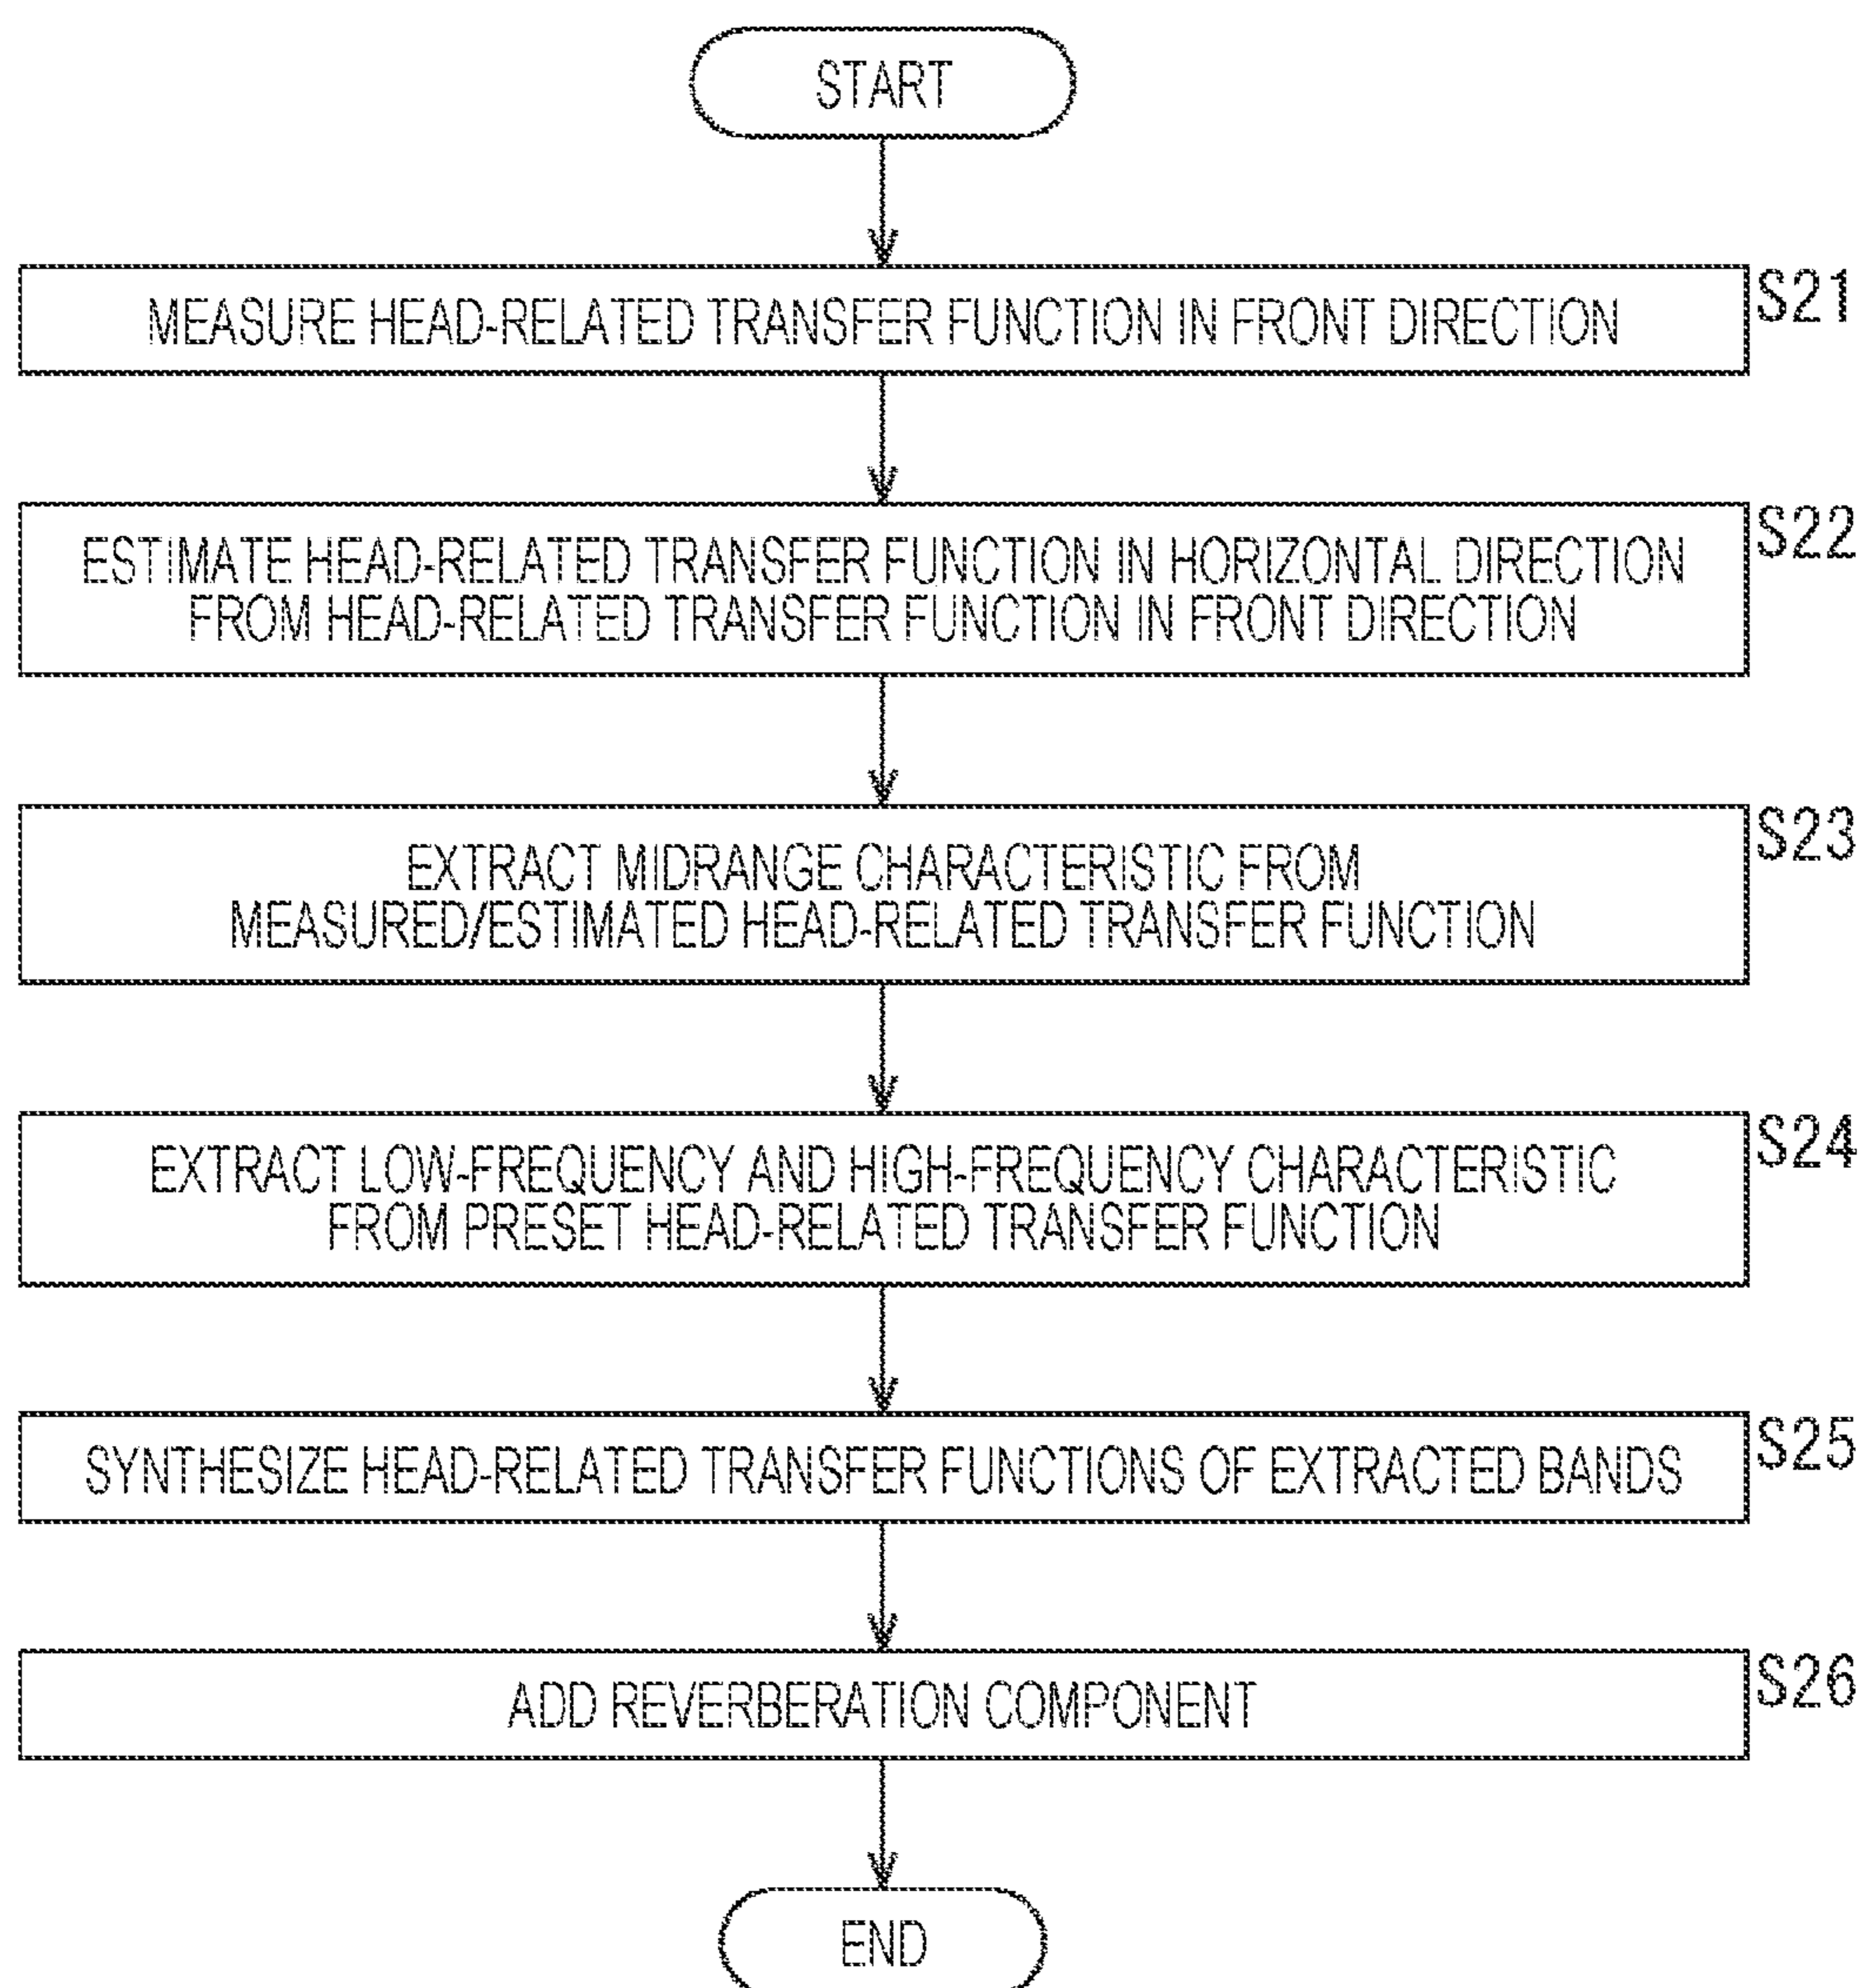 START
S21
MEASURE HEAD-RELATED TRANSFER FUNCTION IN FRONT DIRECTION
S22
ESTIMATE HEAD-RELATED TRANSFER FUNCTION IN HORIZONTAL DIRECTION
FROM HEAD-RELATED TRANSFER FUNCTION IN FRONT DIRECTION
S23
EXTRACT MIDRANGE CHARACTERISTIC FROM
MEASURED/ESTIMATED HEAD-RELATED TRANSFER FUNCTION
S24
EXTRACT LOW-FREQUENCY AND HIGH-FREQUENCY CHARACTERISTIC
FROM PRESET HEAD-RELATED TRANSFER FUNCTION
S25
SYNTHESIZE HEAD-RELATED TRANSFER FUNCTIONS OF EXTRACTED BANDS
S26
ADD REVERBERATION COMPONENT
END